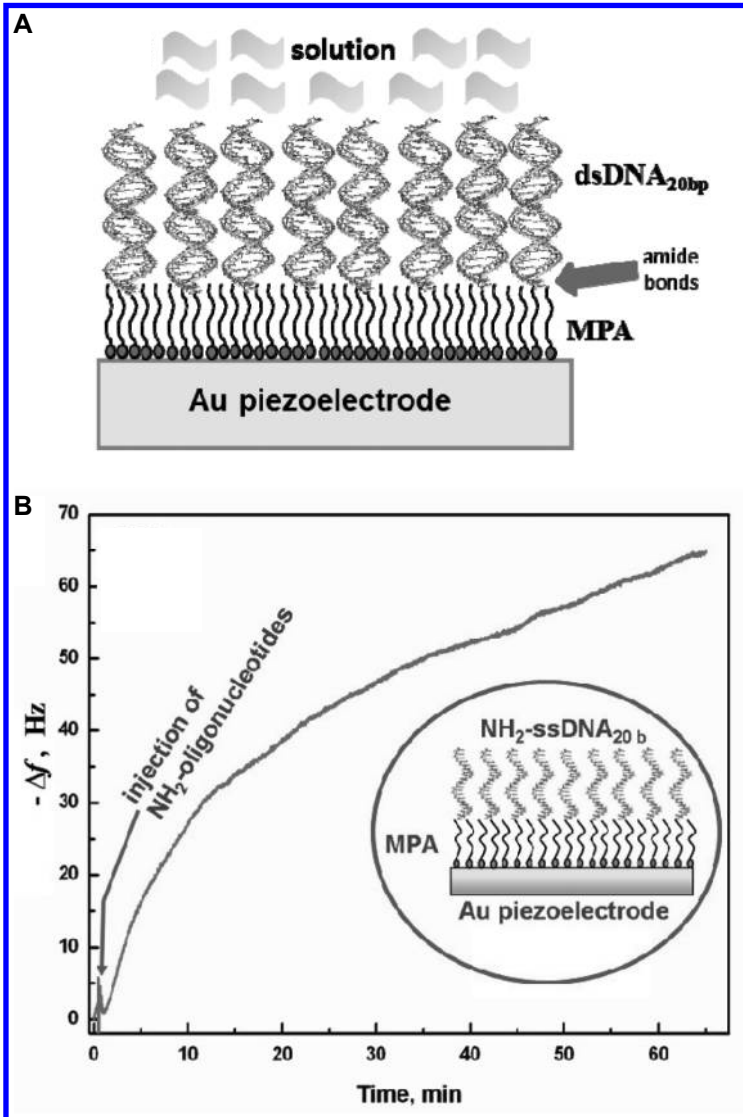 A
solution
dsDNA20bp
amide
bonds
MPA
Au piezoelectrode
B
70
60
50
40
30
20
10
0
- Δf , Hz
injection of
NH2-oligonucleotides
NH2-ssDNA20 b
MPA
Au piezoelectrode
0 10 20 30 40 50 60
Time, min